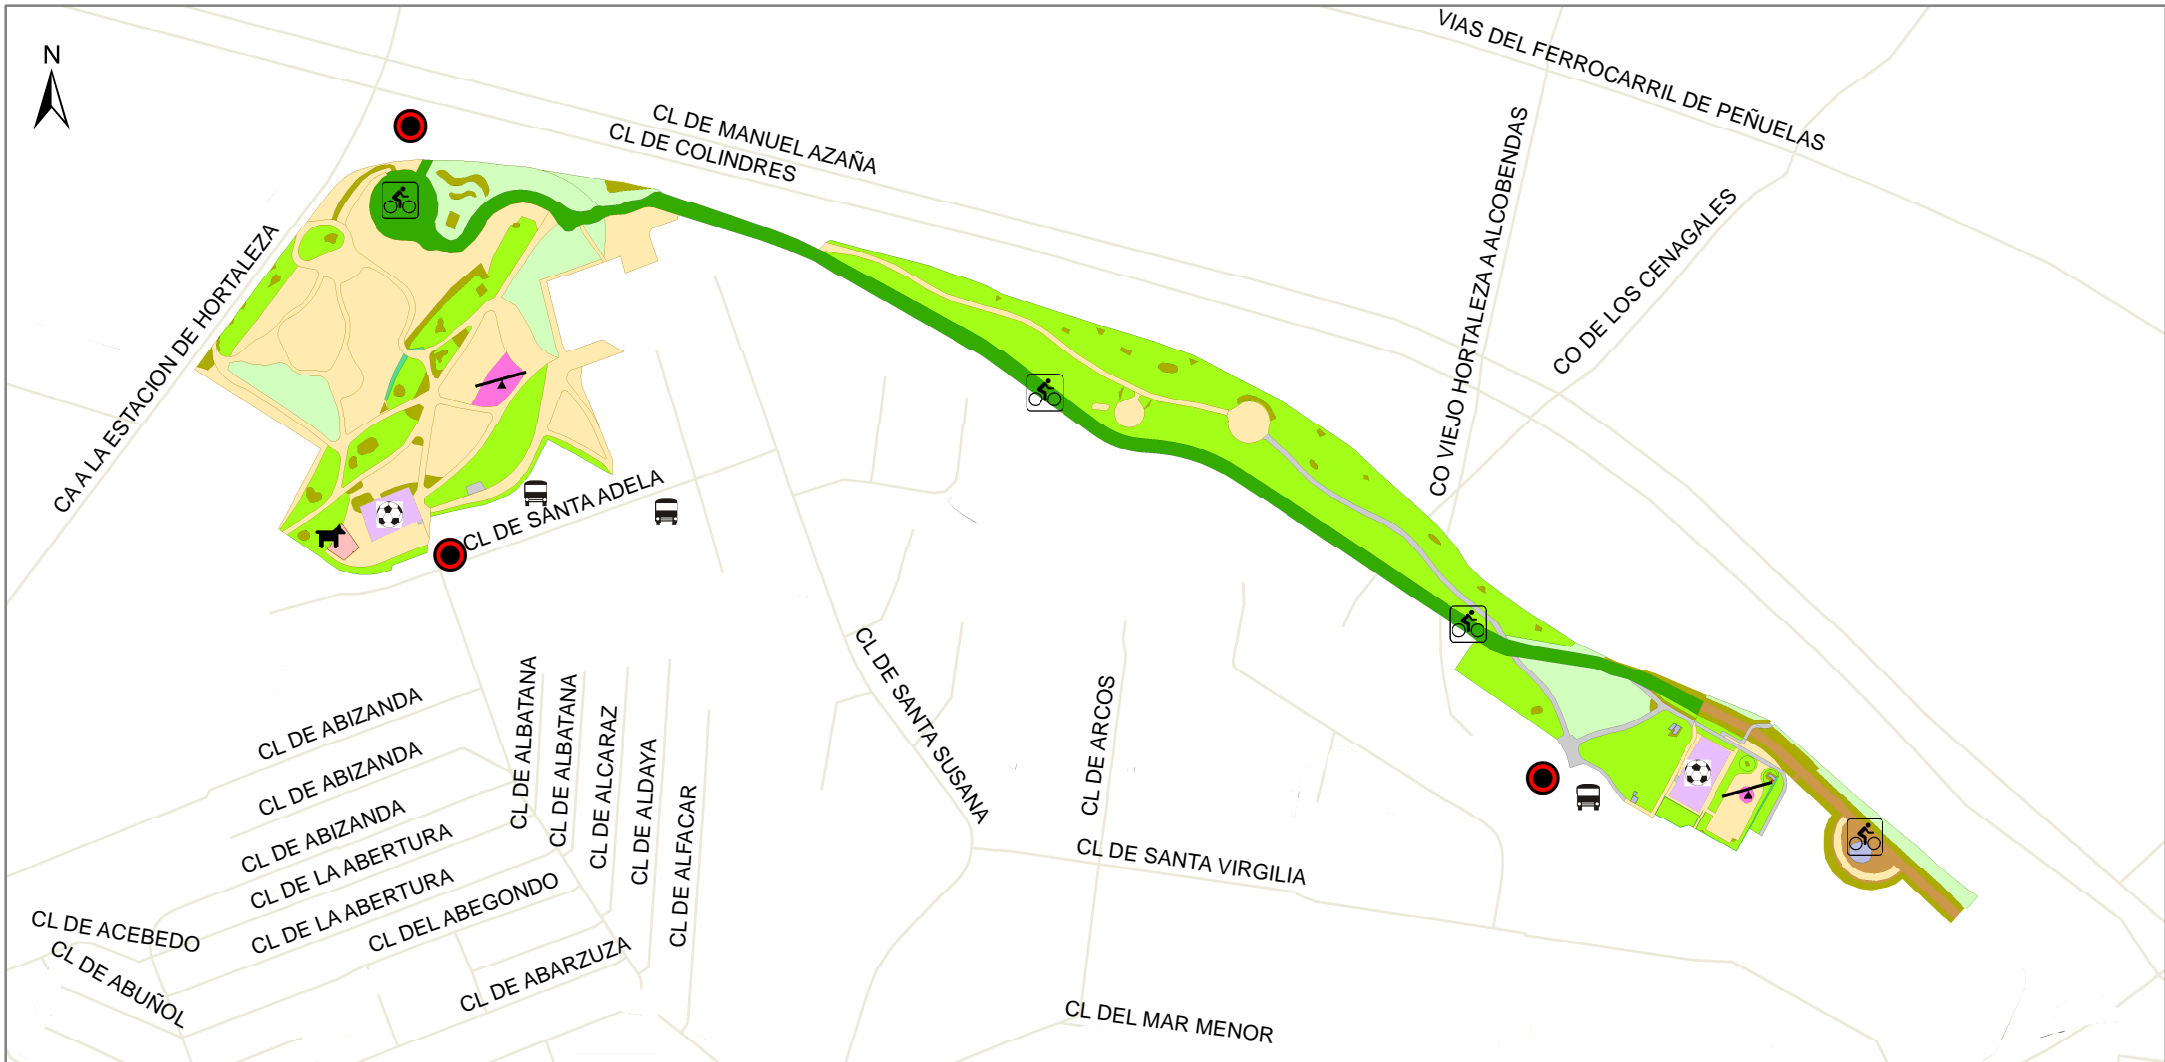 N
VIAS DEL FERROCARRIL DE PEÑUELAS
CL DE MANUEL AZAÑA
CL DE COLINDRES
CO VIEJO HORTALEZA A ALCOBENDAS
CO DE LOS CENAGALES
CA A LA ESTACION DE HORTALEZA
CL DE SANTA ADELA
CL DE SANTA SUSANA
CL DE ARCOS
CL DE SANTA VIRGILIA
CL DE ABIZANDA
CL DE ABIZANDA
CL DE ABIZANDA
CL DE LA ABERTURA
CL DE LA ABERTURA
CL DEL ABEGONDO
CL DE ALBATANA
CL DE ALBATANA
CL DE ALCARAZ
CL DE ALDAYA
CL DE ALFACAR
CL DE ACEBEDO
CL DE ABUÑOL
CL DE ABARZUZA
CL DEL MAR MENOR